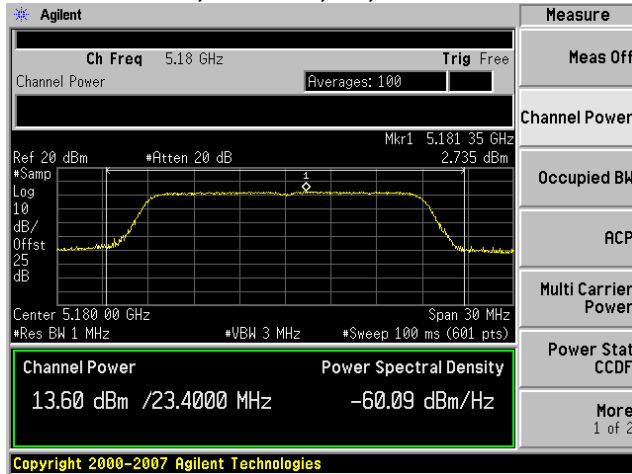 Agilent
Measure
Ch Freq 5.18 GHz Trig Free
Channel Power Averages: 100
Meas Off
Channel Power
Occupied BW
ACP
Multi Carrier
Power
Power Stat
CCDF
More
1 of 2
Mkr1 5.181 35 GHz
Ref 20 dBm #Atten 20 dB 2.735 dBm
#Samp
Log
10
dB/
Offst
25
dB
1
Center 5.180 00 GHz Span 30 MHz
#Res BW 1 MHz #VBW 3 MHz #Sweep 100 ms (601 pts)
Channel Power Power Spectral Density
13.60 dBm /23.4000 MHz -60.09 dBm/Hz
Copyright 2000-2007 Agilent Technologies